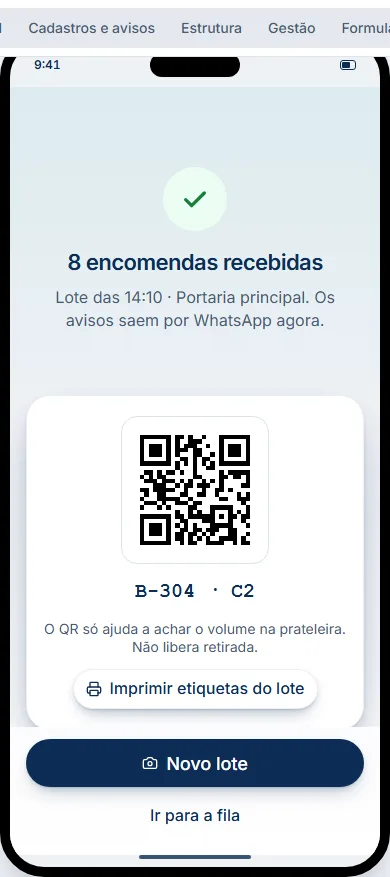 Cadastros e avisos Estrutura Gestão
9:41
8 encomendas recebidas
Lote das 14:10 · Portaria principal. Os
avisos saem por WhatsApp agora.
B-304 · C2
O QR só ajuda a achar o volume na prateleira.
Não libera retirada.
Imprimir etiquetas do lote
Novo lote
Ir para a fila